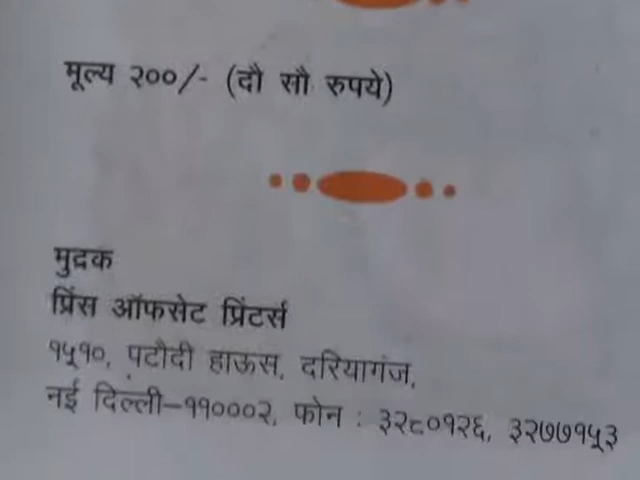 मूल्य २००/- (दौ सौ रुपये)
मुद्रक
प्रिंस ऑफसेट प्रिंटर्स
१५१०, पटौदी हाऊस, दरियागंज,
नई दिल्ली–११०००२, फोन : ३२८०१२६, ३२७७१५३